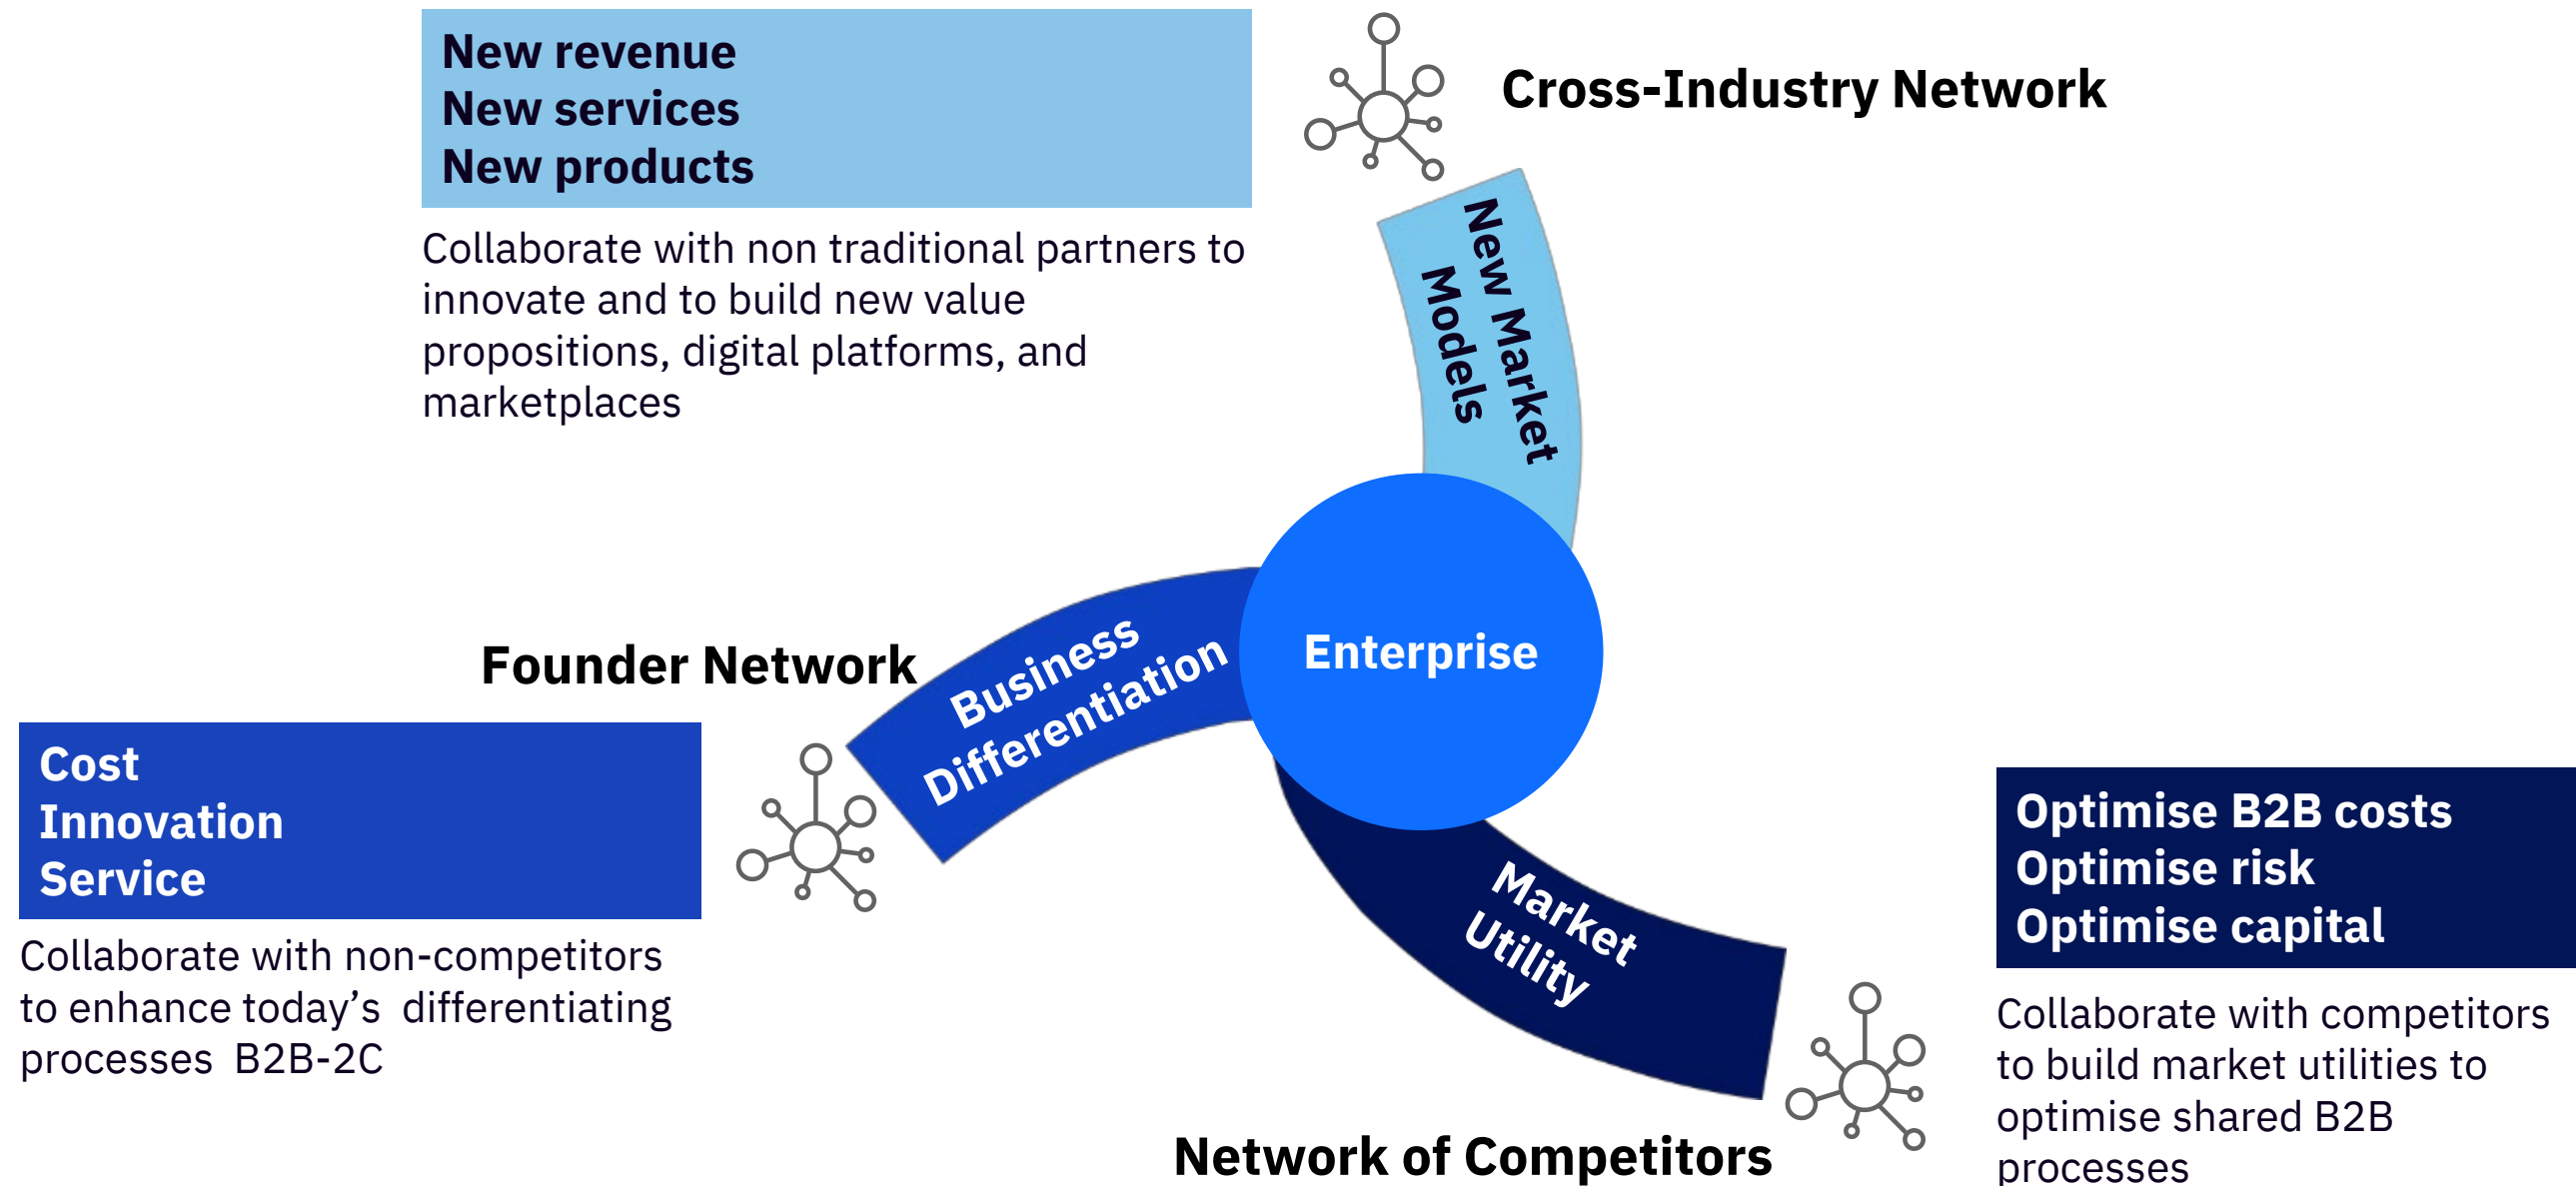 New revenue
New services
New products
Collaborate with non traditional partners to
innovate and to build new value
propositions, digital platforms, and
marketplaces
Cross-Industry Network
New Market
Models
Enterprise
Founder Network
Business
Differentiation
Cost
Innovation
Service
Collaborate with non-competitors
to enhance today’s  differentiating
processes  B2B-2C
Market
Utility
Network of Competitors
Optimise B2B costs
Optimise risk
Optimise capital
Collaborate with competitors
to build market utilities to
optimise shared B2B
processes